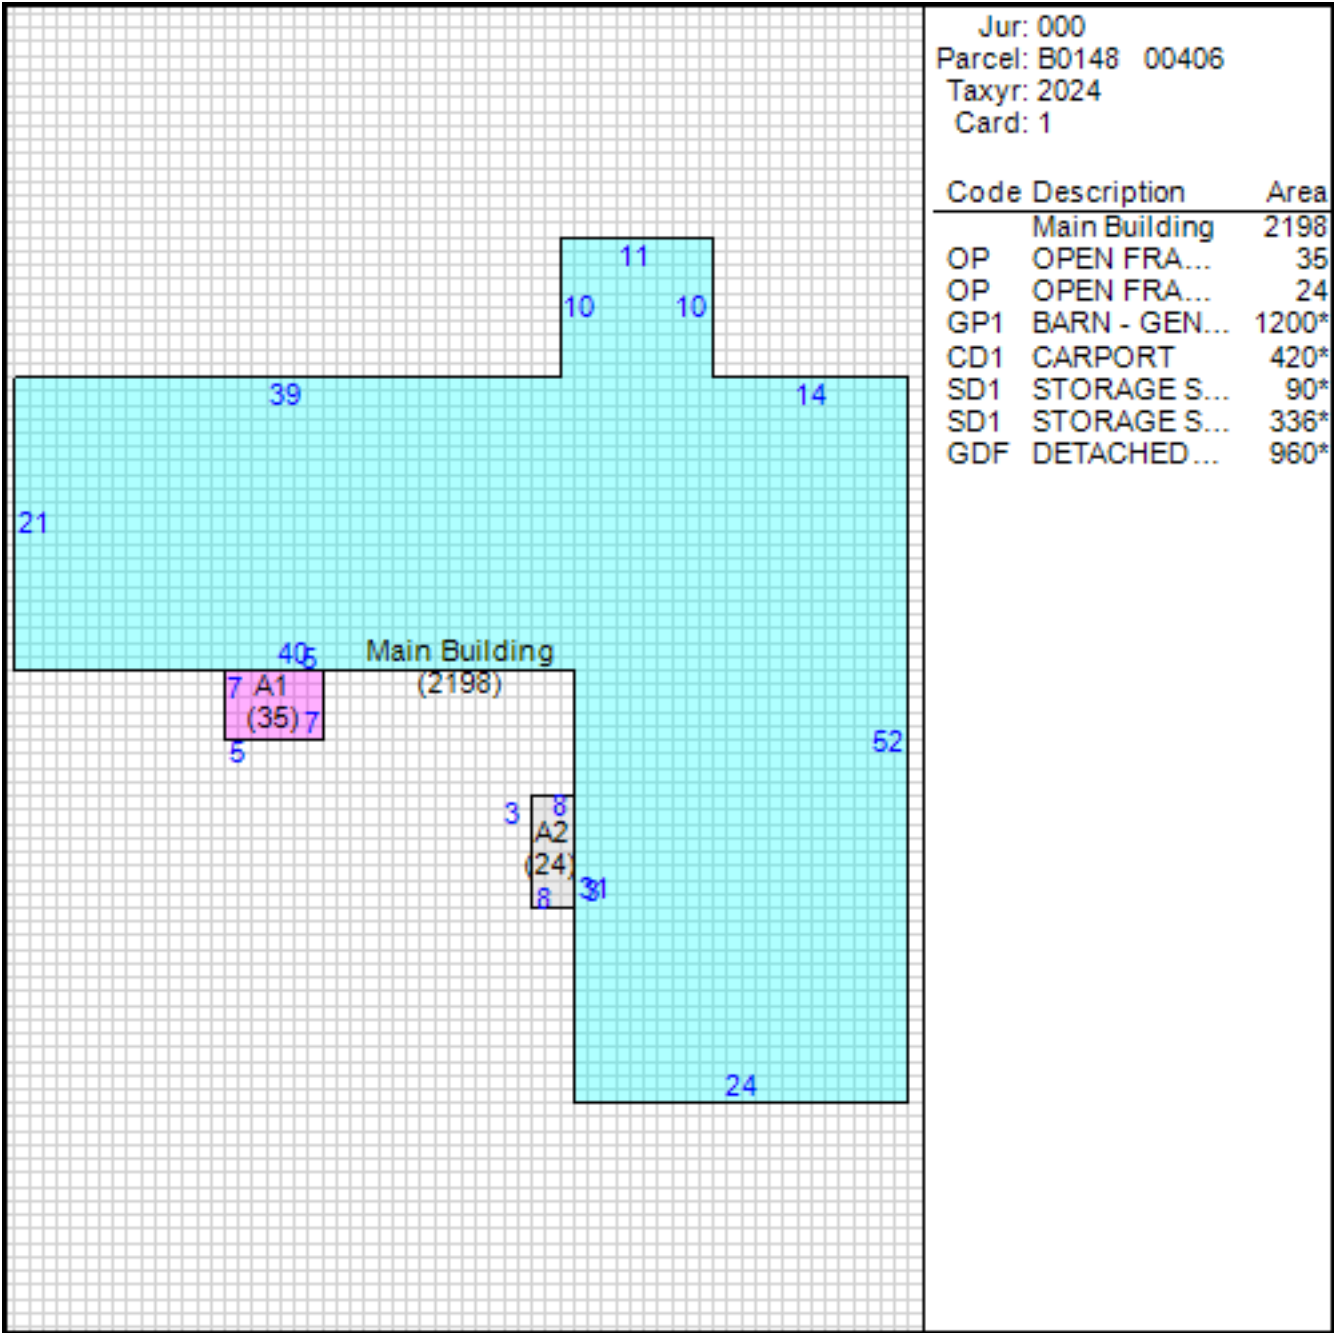 Jur: 000
Parcel: B0148 00406
Taxyr: 2024
Card: 1
Code Description Area
Main Building 2198
OP OPEN FRA... 35
OP OPEN FRA... 24
GP1 BARN - GEN... 1200*
CD1 CARPORT 420*
SD1 STORAGE S... 90*
SD1 STORAGE S... 336*
GDF DETACHED... 960*
11
10 10
39 14
21
40 5 Main Building
(2198)
7 A1
(35) 7
5
52
3 8
A2
(24)
8 31 3
24